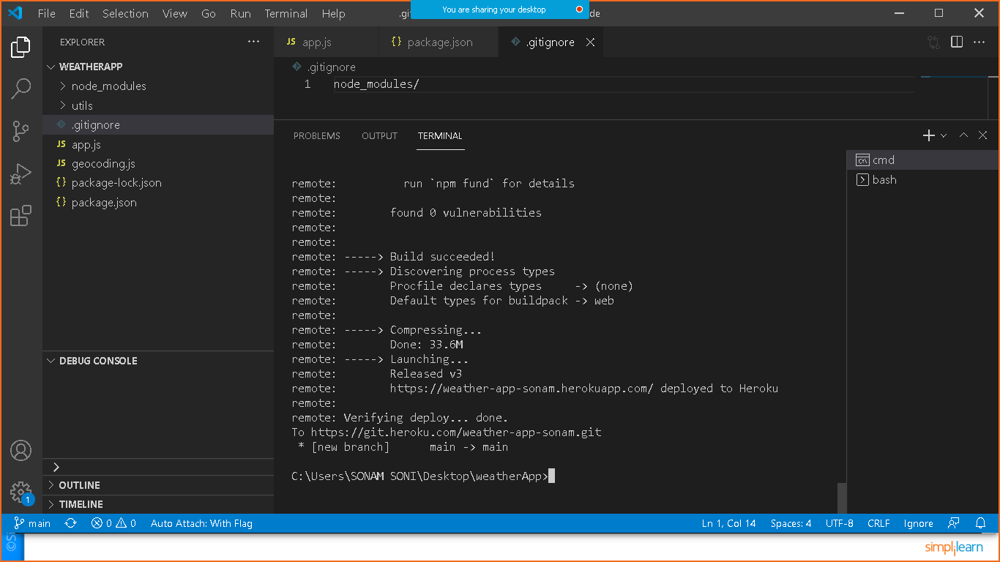 File Edit Selection View Go Run Terminal Help .gi You are sharing your desktop de
EXPLORER
WEATHERAPP
node_modules
utils
.gitignore
JS app.js
JS geocoding.js
{} package-lock.json
{} package.json
DEBUG CONSOLE
OUTLINE
TIMELINE
JS app.js {} package.json .gitignore
.gitignore
1 node_modules/
PROBLEMS OUTPUT TERMINAL
cmd
bash
remote: run `npm fund` for details
remote:
remote: found 0 vulnerabilities
remote:
remote:
remote: -----> Build succeeded!
remote: -----> Discovering process types
remote: Procfile declares types -> (none)
remote: Default types for buildpack -> web
remote:
remote: -----> Compressing...
remote: Done: 33.6M
remote: -----> Launching...
remote: Released v3
remote: https://weather-app-sonam.herokuapp.com/ deployed to Heroku
remote:
remote: Verifying deploy... done.
To https://git.heroku.com/weather-app-sonam.git
* [new branch] main -> main
C:\Users\SONAM SONI\Desktop\weatherApp>
1
main 0 0 Auto Attach: With Flag Ln 1, Col 14 Spaces: 4 UTF-8 CRLF Ignore
©Si
simplilearn